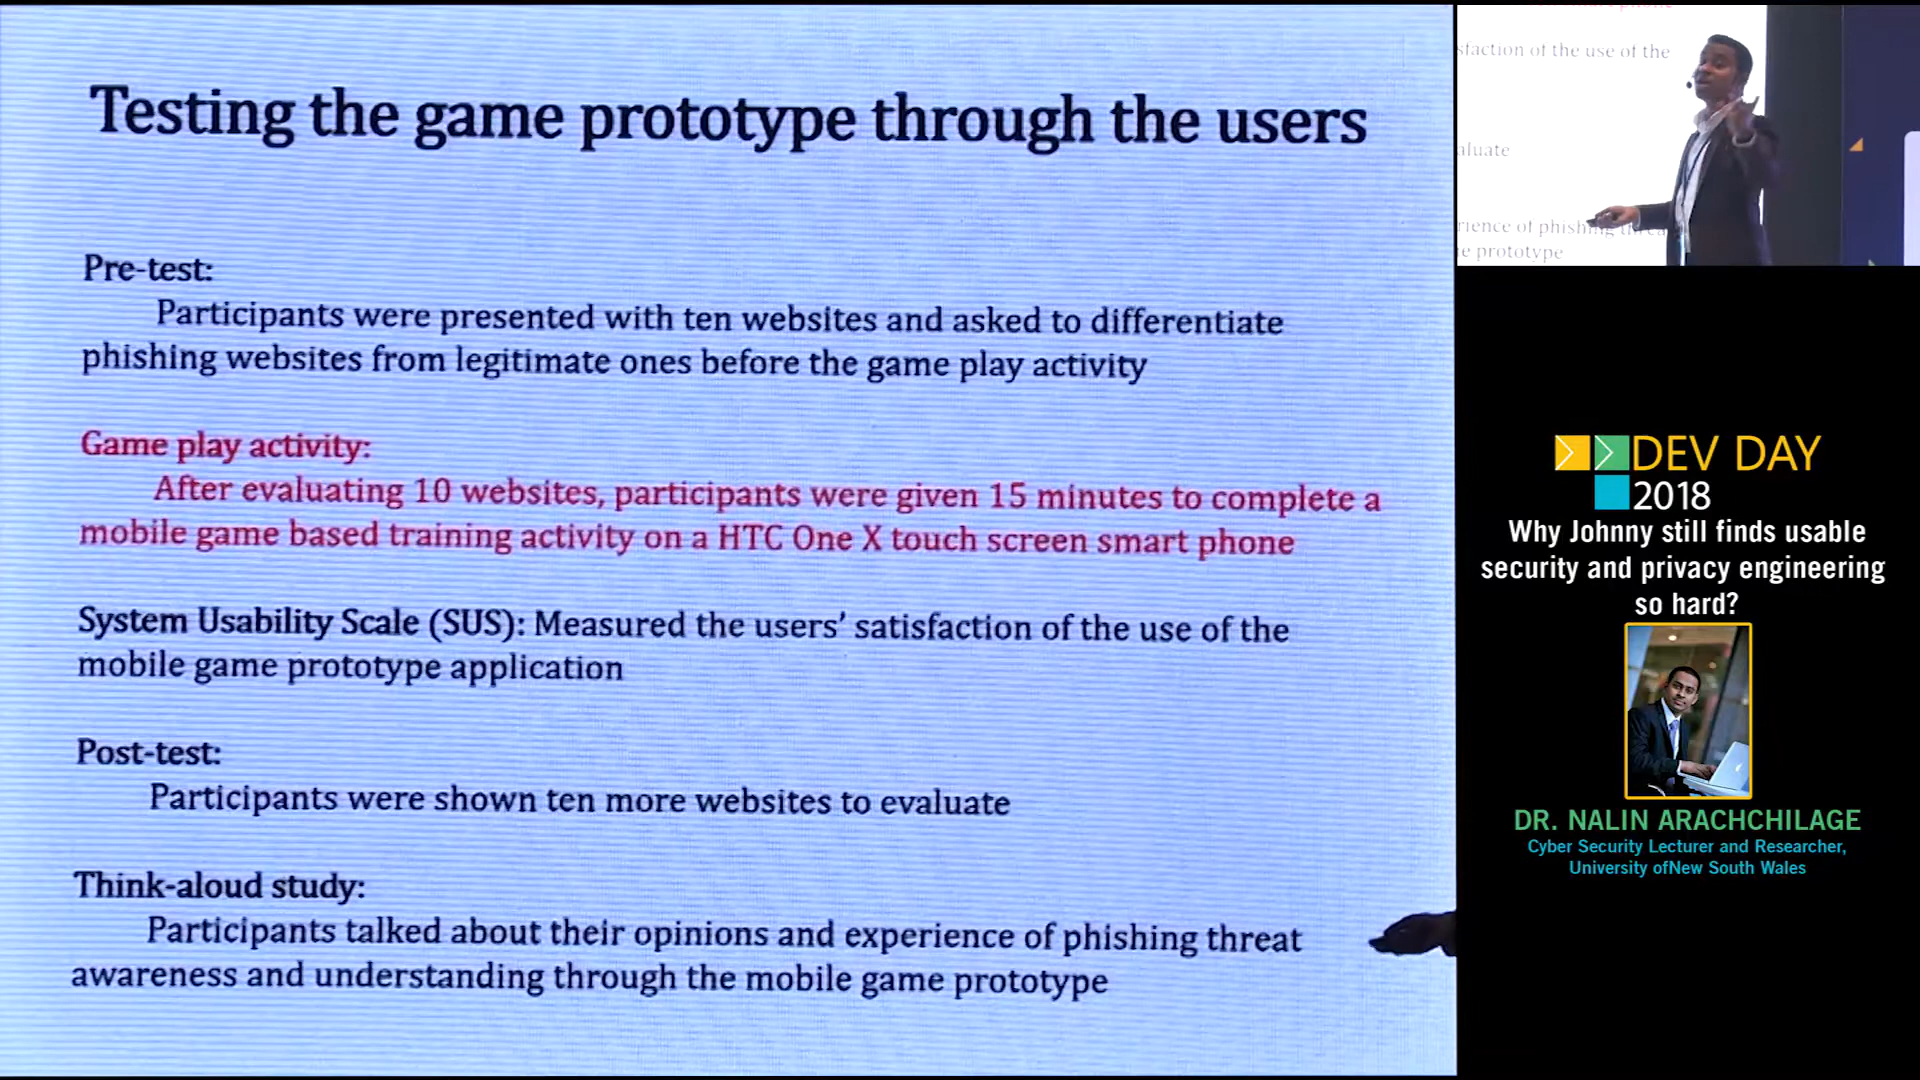 Testing the game prototype through the users
Pre-test:
Participants were presented with ten websites and asked to differentiate
phishing websites from legitimate ones before the game play activity
Game play activity:
After evaluating 10 websites, participants were given 15 minutes to complete a
mobile game based training activity on a HTC One X touch screen smart phone
System Usability Scale (SUS): Measured the users’ satisfaction of the use of the
mobile game prototype application
Post-test:
Participants were shown ten more websites to evaluate
Think-aloud study:
Participants talked about their opinions and experience of phishing threat
awareness and understanding through the mobile game prototype
sfaction of the use of the
aluate
rience of phishing
e prototype
DEV DAY
2018
Why Johnny still finds usable
security and privacy engineering
so hard?
DR. NALIN ARACHCHILAGE
Cyber Security Lecturer and Researcher,
University ofNew South Wales